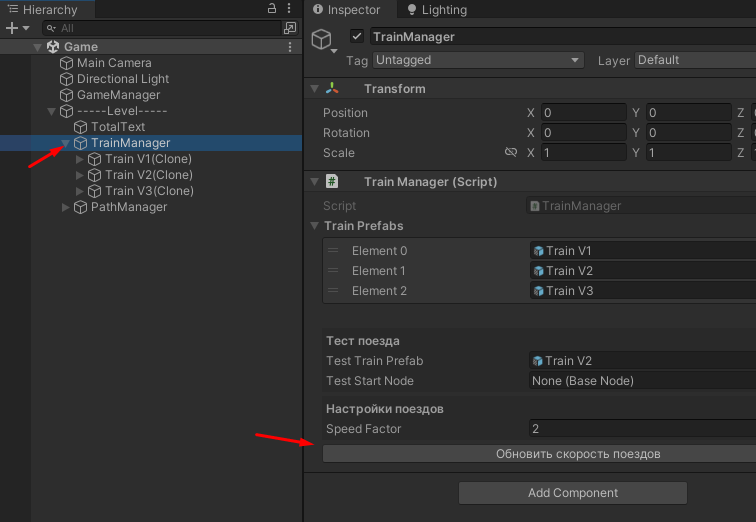 Hierarchy
All
Game
Main Camera
Directional Light
GameManager
-----Level-----
TotalText
TrainManager
Train V1(Clone)
Train V2(Clone)
Train V3(Clone)
PathManager
Inspector
Lighting
TrainManager
Tag Untagged Layer Default
Transform
Position X 0 Y 0 Z 0
Rotation X 0 Y 0 Z 0
Scale X 1 Y 1 Z
# Train Manager (Script)
Script TrainManager
Train Prefabs
Element 0 Train V1
Element 1 Train V2
Element 2 Train V3
Тест поезда
Test Train Prefab Train V2
Test Start Node None (Base Node)
Настройки поездов
Speed Factor 2
Обновить скорость поездов
Add Component